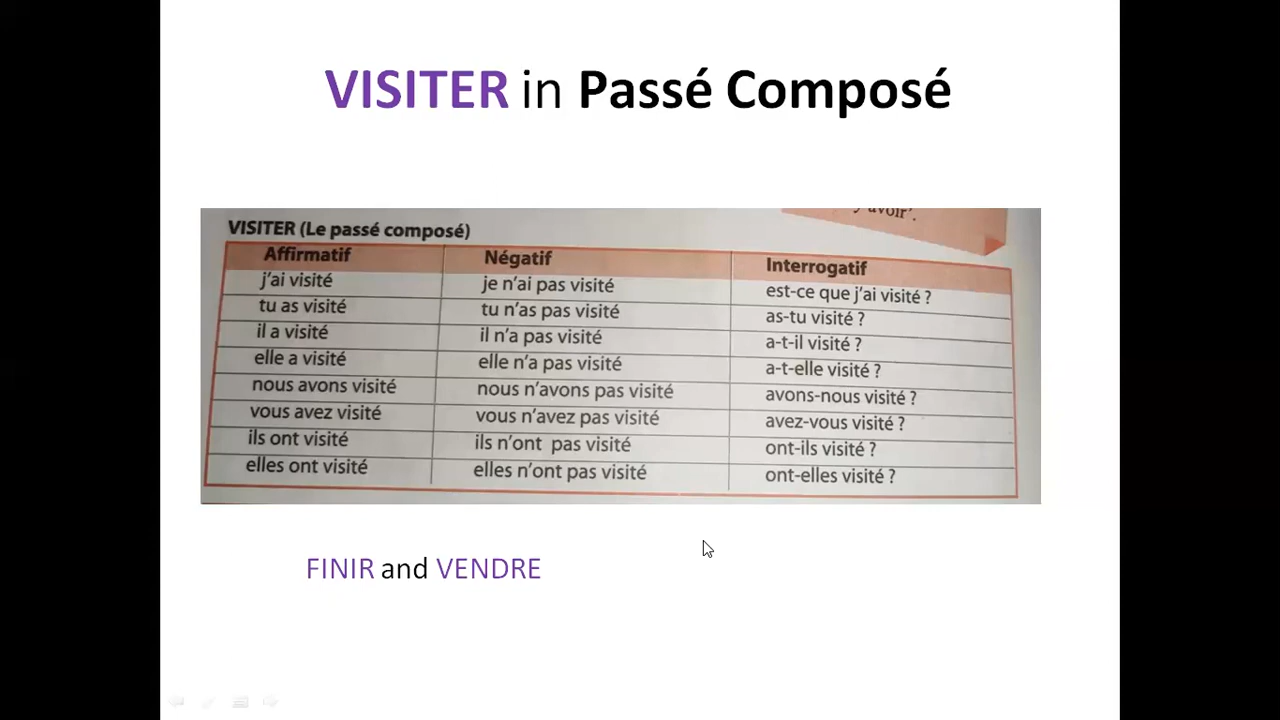 VISITER in Passé Composé
y avoir'.
VISITER (Le passé composé)
Affirmatif Négatif Interrogatif
j'ai visité je n'ai pas visité est-ce que j'ai visité ?
tu as visité tu n'as pas visité as-tu visité ?
il a visité il n'a pas visité a-t-il visité ?
elle a visité elle n'a pas visité a-t-elle visité ?
nous avons visité nous n'avons pas visité avons-nous visité ?
vous avez visité vous n'avez pas visité avez-vous visité ?
ils ont visité ils n'ont pas visité ont-ils visité ?
elles ont visité elles n'ont pas visité ont-elles visité ?
FINIR and VENDRE